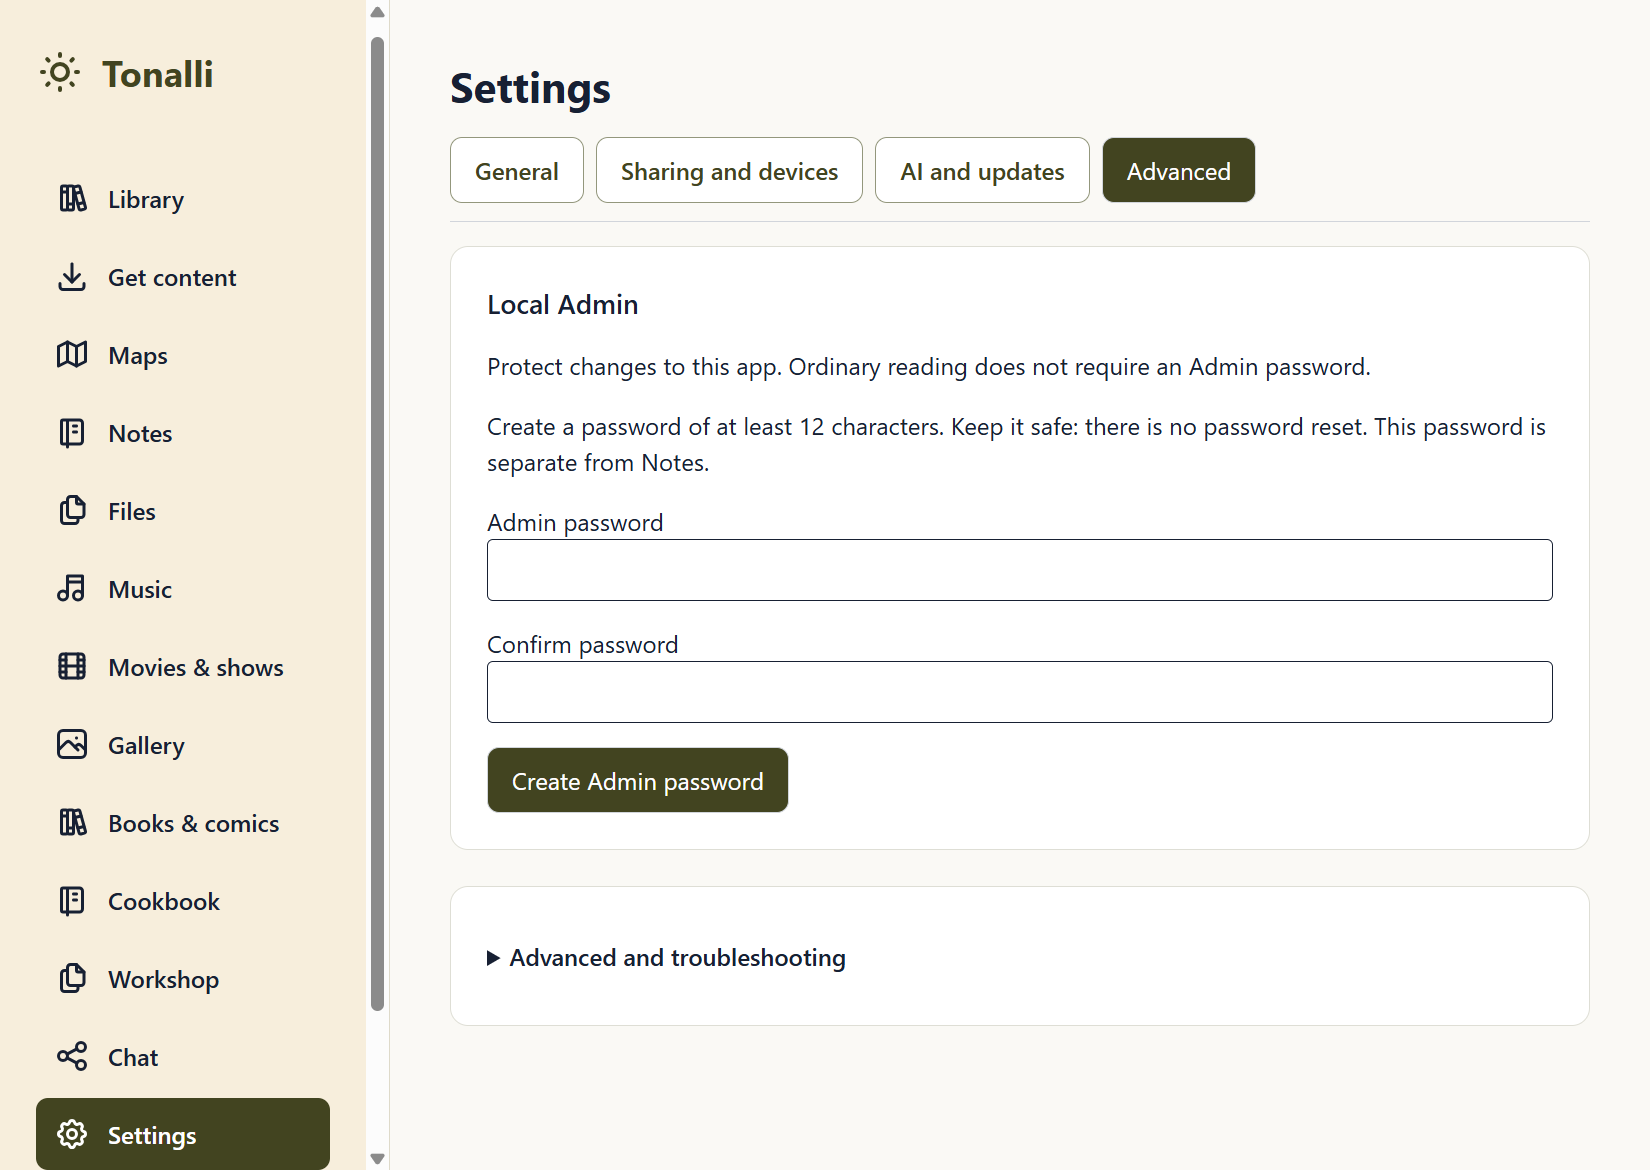 Tonalli
Library
Get content
Maps
Notes
Files
Music
Movies & shows
Gallery
Books & comics
Cookbook
Workshop
Chat
Settings
Settings
General
Sharing and devices
AI and updates
Advanced
Local Admin
Protect changes to this app. Ordinary reading does not require an Admin password.
Create a password of at least 12 characters. Keep it safe: there is no password reset. This password is
separate from Notes.
Admin password
Confirm password
Create Admin password
Advanced and troubleshooting